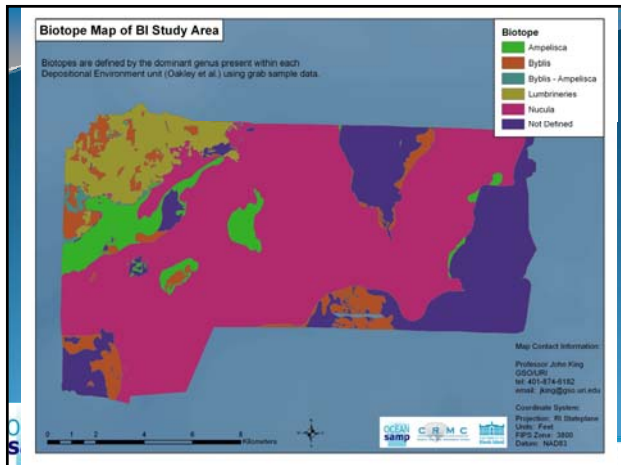 Biotope Map of BI Study Area
Biotopes are defined by the dominant genus present within each
Depositional Environment unit (Oakley et al.) using grab sample data.
Biotope
Ampelisca
Byblis
Byblis - Ampelisca
Lumbrineries
Nucula
Not Defined
Map Contact Information:
Professor John King
GSO/URI
tel: 401-874-6182
email: jking@gso.uri.edu
Coordinate System:
Projection: RI Stateplane
Units: Feet
FIPS Zone: 3800
Datum: NAD83
0 1 2 4 6 8
Kilometers
OCEAN
samp
CRMC